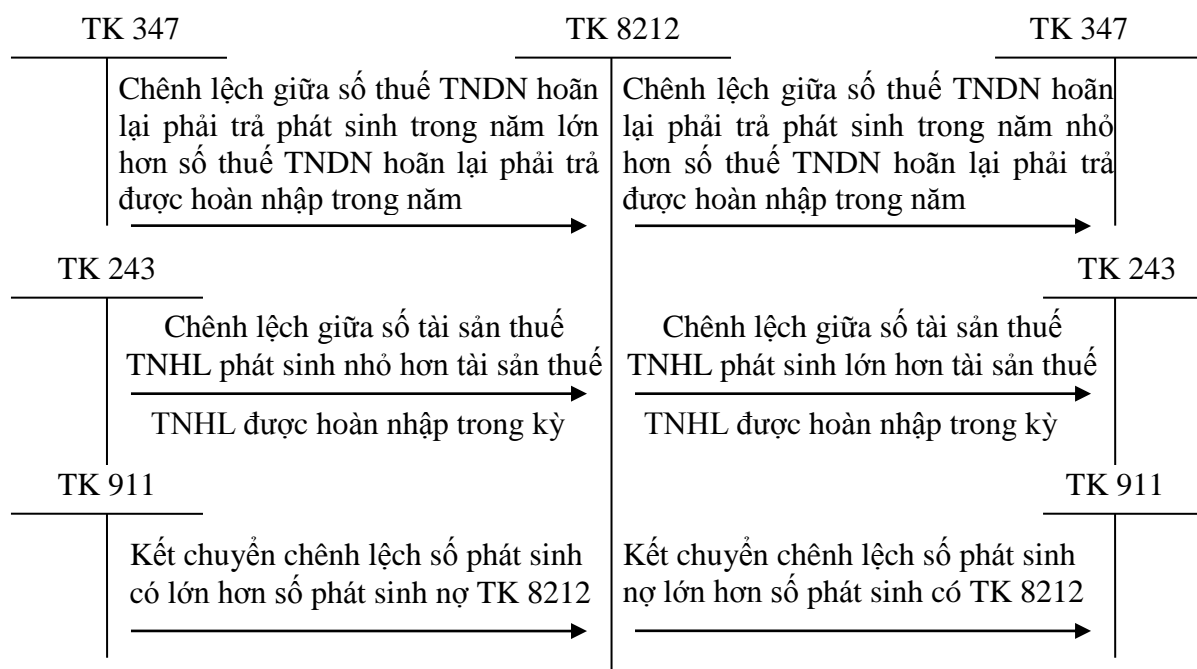 TK 347
TK 8212
TK 347
Chênh lệch giữa số thuế TNDN hoãn
lại phải trả phát sinh trong năm lớn
hơn số thuế TNDN hoãn lại phải trả
được hoàn nhập trong năm
Chênh lệch giữa số thuế TNDN hoãn
lại phải trả phát sinh trong năm nhỏ
hơn số thuế TNDN hoãn lại phải trả
được hoàn nhập trong năm
TK 243
TK 243
Chênh lệch giữa số tài sản thuế
TNHL phát sinh nhỏ hơn tài sản thuế
TNHL được hoàn nhập trong kỳ
Chênh lệch giữa số tài sản thuế
TNHL phát sinh lớn hơn tài sản thuế
TNHL được hoàn nhập trong kỳ
TK 911
TK 911
Kết chuyển chênh lệch số phát sinh
có lớn hơn số phát sinh nợ TK 8212
Kết chuyển chênh lệch số phát sinh
nợ lớn hơn số phát sinh có TK 8212